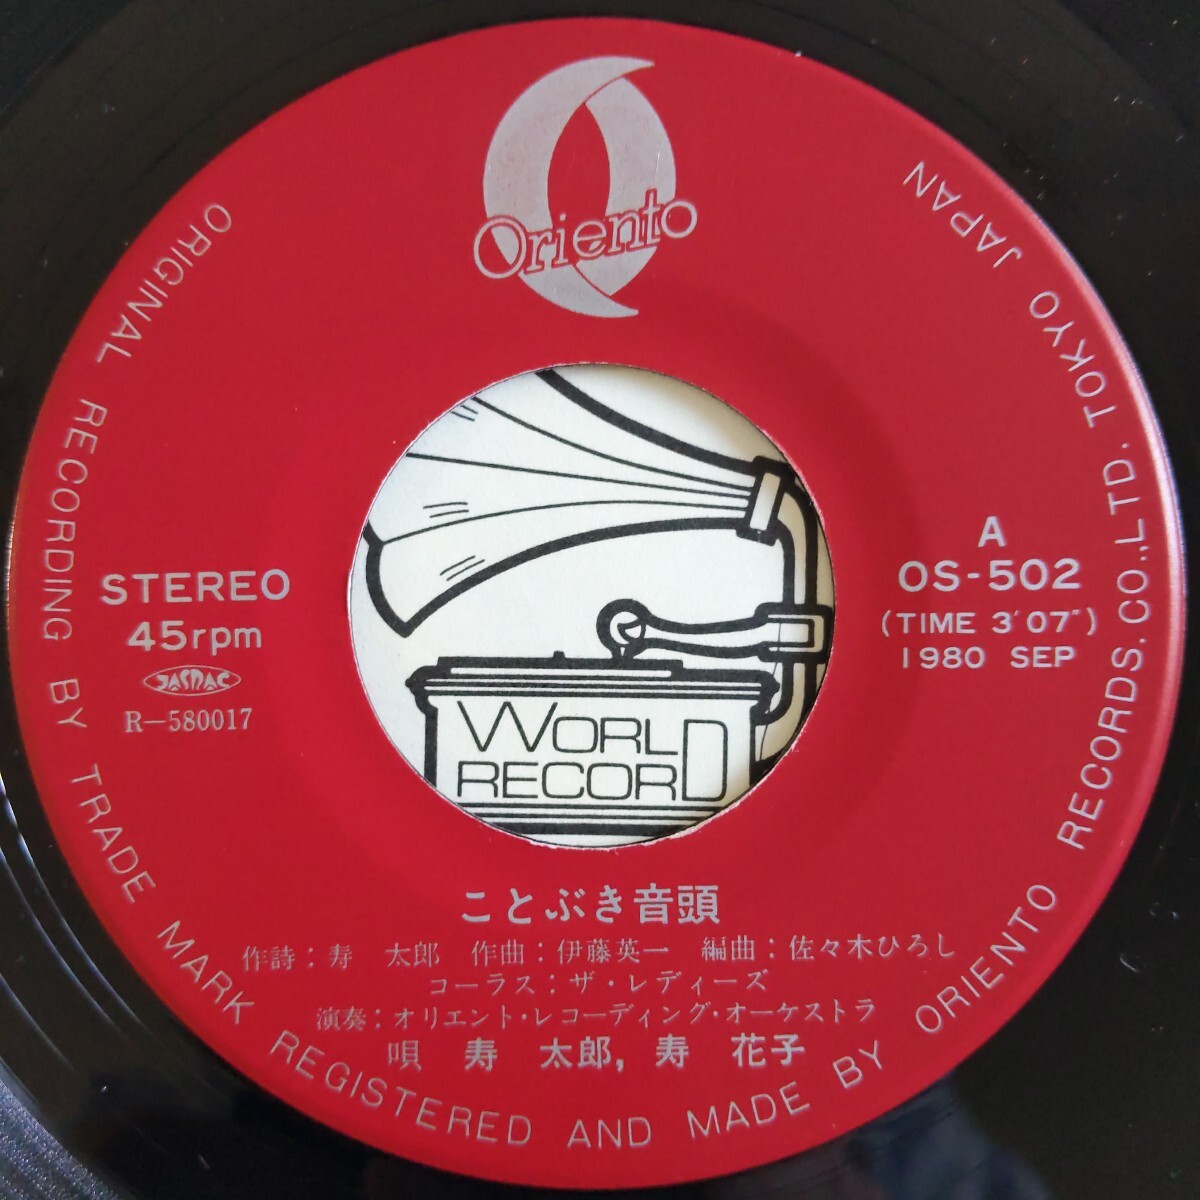 Oriento
ORIGINAL RECORDING BY TRADE MARK REGISTERED AND MADE BY ORIENTO RECORDS.CO.,LTD. TOKYO JAPAN
STEREO
45rpm
JASRAC
R-580017
A
OS-502
(TIME 3'07")
1980 SEP
WORLD
RECORD
ことぶき音頭
作詩:寿 太郎 作曲:伊藤英一 編曲:佐々木ひろし
コーラス:ザ・レディーズ
演奏:オリエント・レコーディング・オーケストラ
唄 寿 太郎, 寿 花子